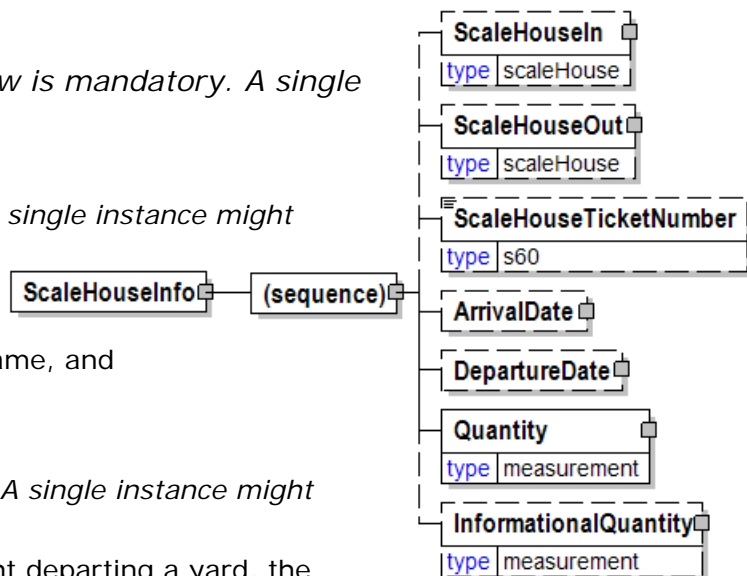 w is mandatory. A single
single instance might
ame, and
A single instance might
nt departing a yard, the
ScaleHouseInfo
(sequence)
ScaleHouseIn
type scaleHouse
ScaleHouseOut
type scaleHouse
ScaleHouseTicketNumber
type s60
ArrivalDate
DepartureDate
Quantity
type measurement
InformationalQuantity
type measurement